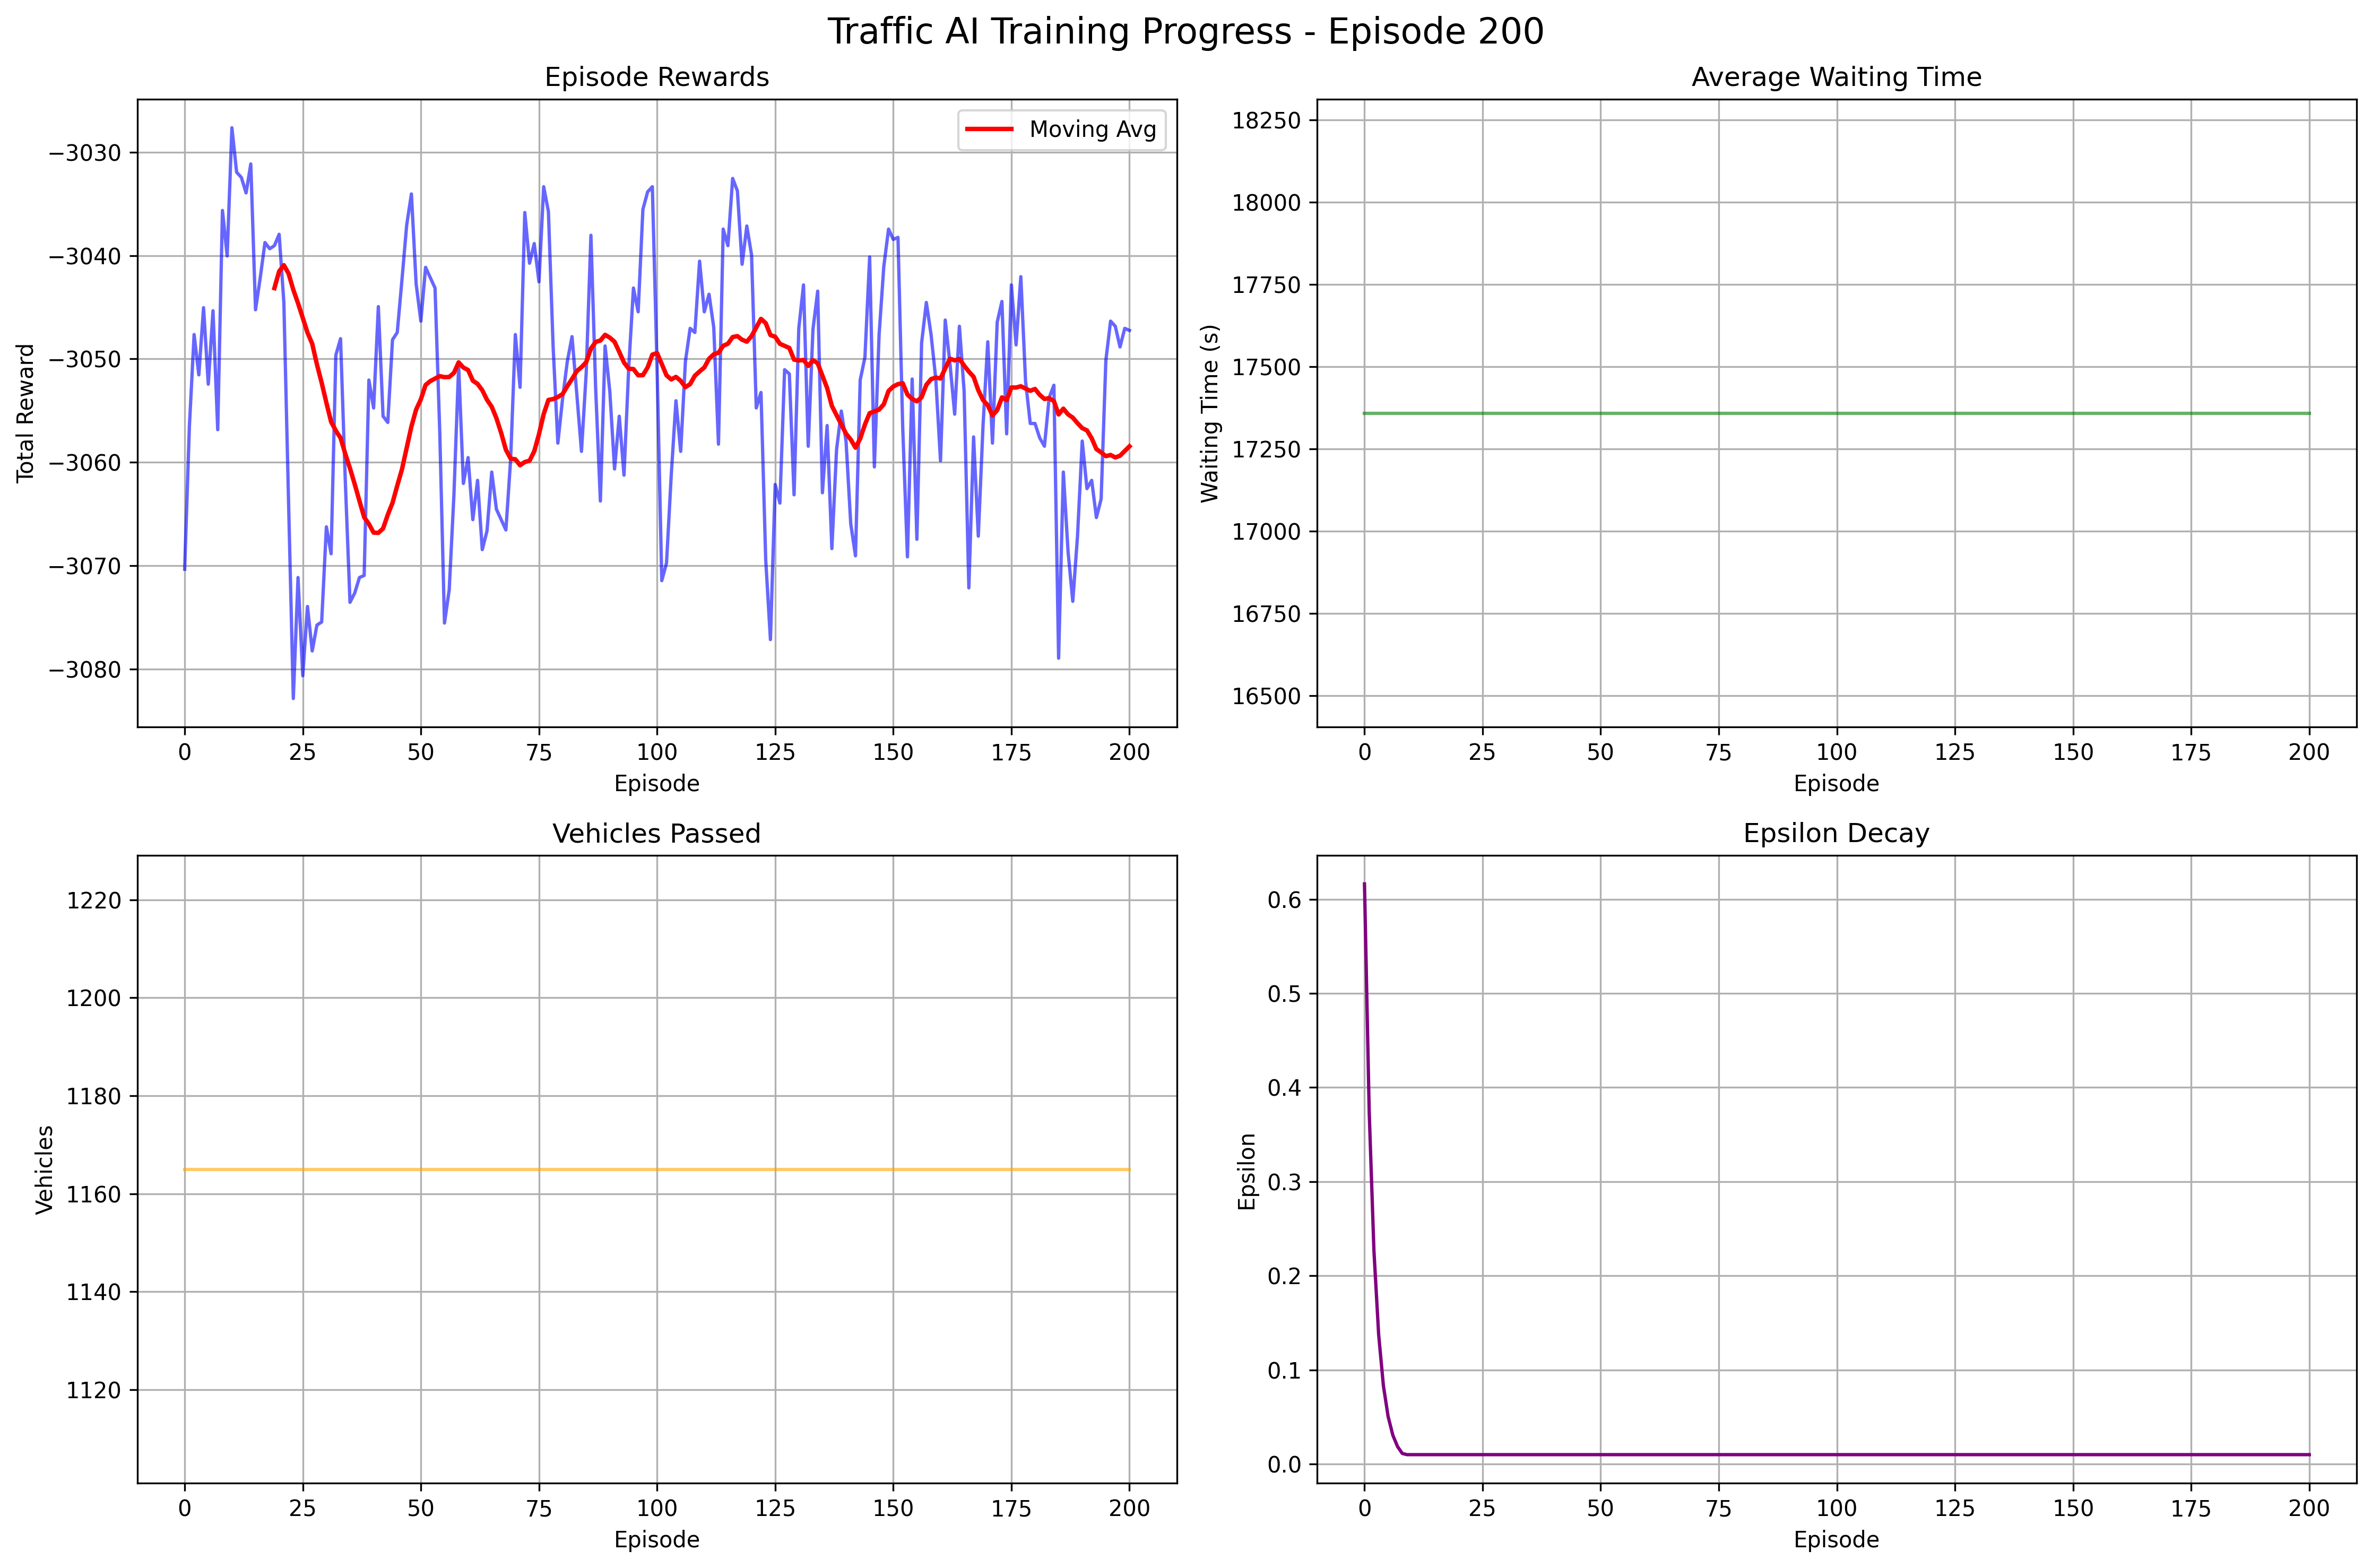 Traffic AI Training Progress - Episode 200
Episode Rewards
Moving Avg
Total Reward
−3030
−3040
−3050
−3060
−3070
−3080
0 25 50 75 100 125 150 175 200
Episode
Average Waiting Time
Waiting Time (s)
18250
18000
17750
17500
17250
17000
16750
16500
0 25 50 75 100 125 150 175 200
Episode
Vehicles Passed
Vehicles
1220
1200
1180
1160
1140
1120
0 25 50 75 100 125 150 175 200
Episode
Epsilon Decay
Epsilon
0.6
0.5
0.4
0.3
0.2
0.1
0.0
0 25 50 75 100 125 150 175 200
Episode